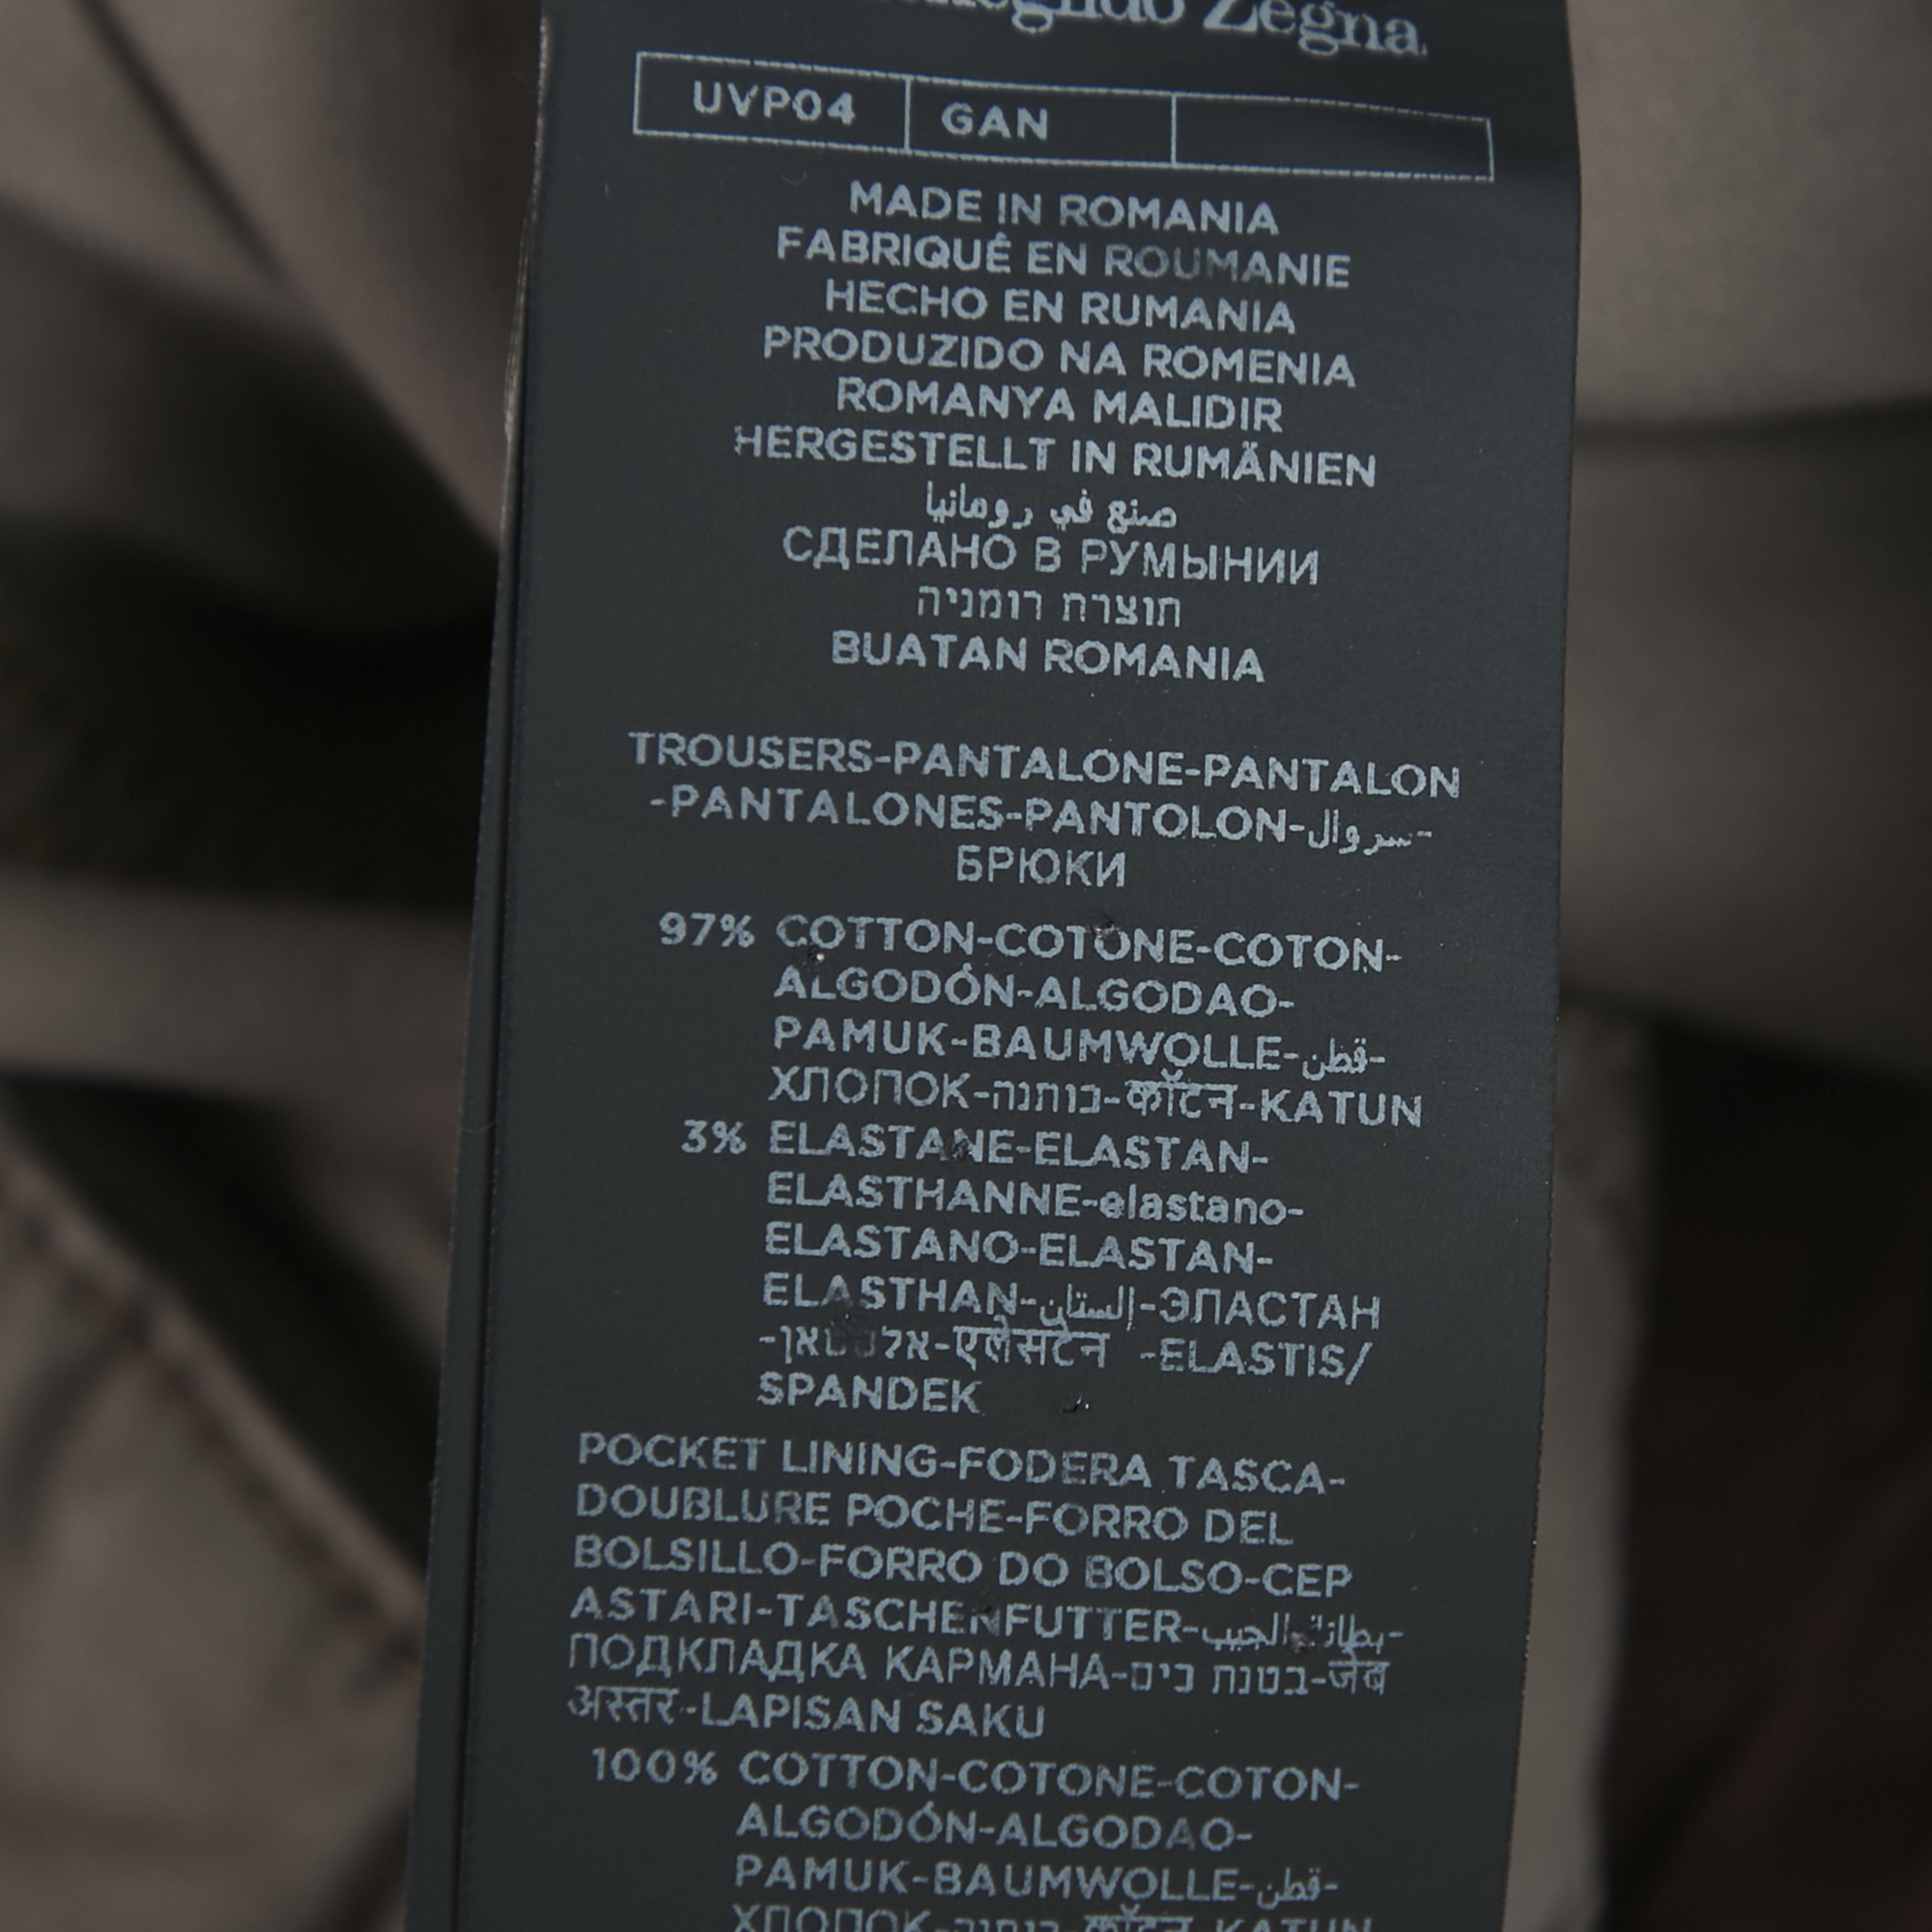 Zegna
UVP04 GAN
MADE IN ROMANIA
FABRIQUÉ EN ROUMANIE
HECHO EN RUMANIA
PRODUZIDO NA ROMENIA
ROMANYA MALIDIR
HERGESTELLT IN RUMÄNIEN
صنع في رومانيا
СДЕЛАНО В РУМЫНИИ
תוצרת רומניה
BUATAN ROMANIA
TROUSERS-PANTALONE-PANTALON
-PANTALONES-PANTOLON-سروال-
БРЮКИ
97% COTTON-COTONE-COTON-
ALGODÓN-ALGODAO-
PAMUK-BAUMWOLLE-قطن-
ХЛОПОК-כותנה-कॉटन-KATUN
3% ELASTANE-ELASTAN-
ELASTHANNE-elastano-
ELASTANO-ELASTAN-
ELASTHAN-إلستان-ЭЛАСТАН
-एलेसटेन -ELASTIS/
SPANDEK
POCKET LINING-FODERA TASCA-
DOUBLURE POCHE-FORRO DEL
BOLSILLO-FORRO DO BOLSO-CEP
ASTARI-TASCHENFUTTER-بطانة الجيب-
ПОДКЛАДКА КАРМАНА-בטנת כיס-जेब
अस्तर-LAPISAN SAKU
100% COTTON-COTONE-COTON-
ALGODÓN-ALGODAO-
PAMUK-BAUMWOLLE-قطن-
ХЛОПОК-כותנה-कॉटन-KATUN